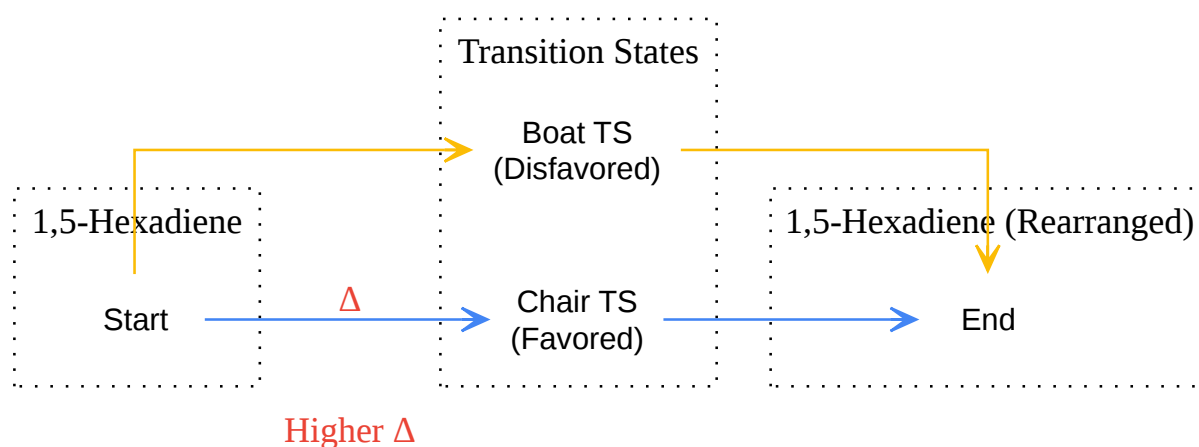 Transition States
Boat TS
(Disfavored)
1,5-Hexadiene
1,5-Hexadiene (Rearranged)
Start
Δ
Chair TS
(Favored)
End
Higher Δ